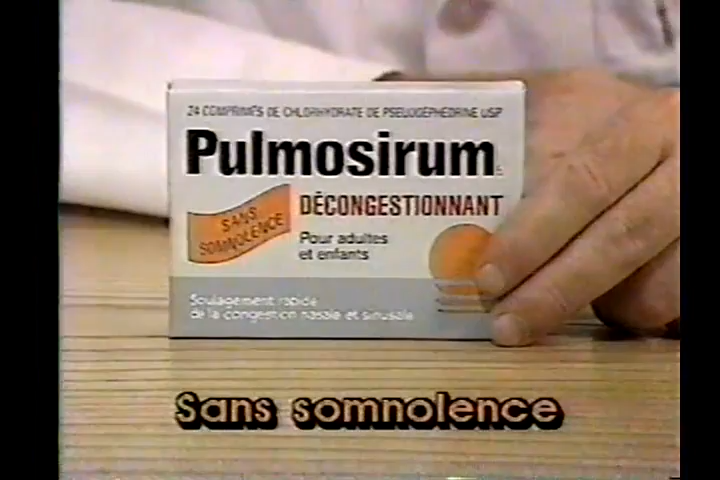 24 COMPRIMÉS DE CHLORHYDRATE DE PSEUDOÉPHÉDRINE USP
Pulmosirum
DÉCONGESTIONNANT
SANS
SOMNOLENCE
Pour adultes
et enfants
Soulagement rapide
de la congestion nasale et sinusale
Sans somnolence